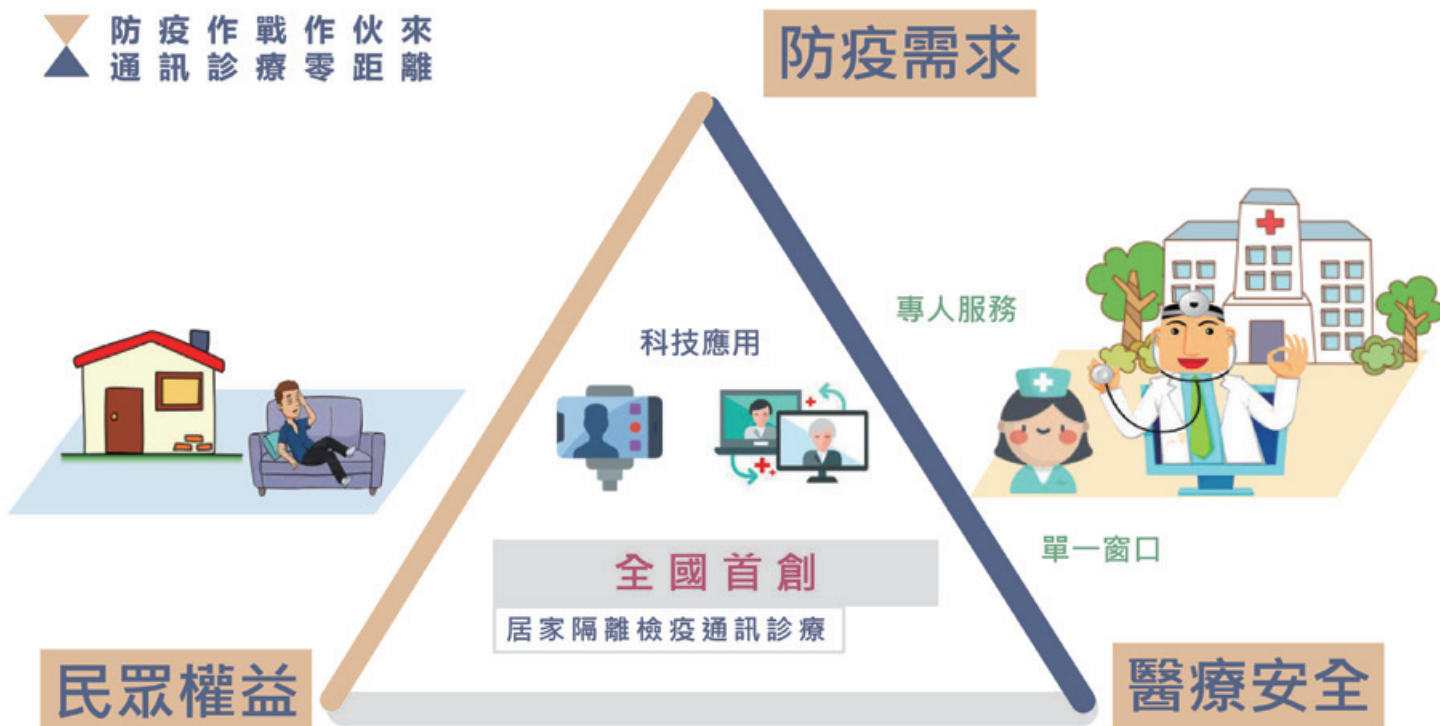 防疫作戰作伙來
通訊診療零距離
防疫需求
專人服務
科技應用
單一窗口
全國首創
居家隔離檢疫通訊診療
民眾權益
醫療安全